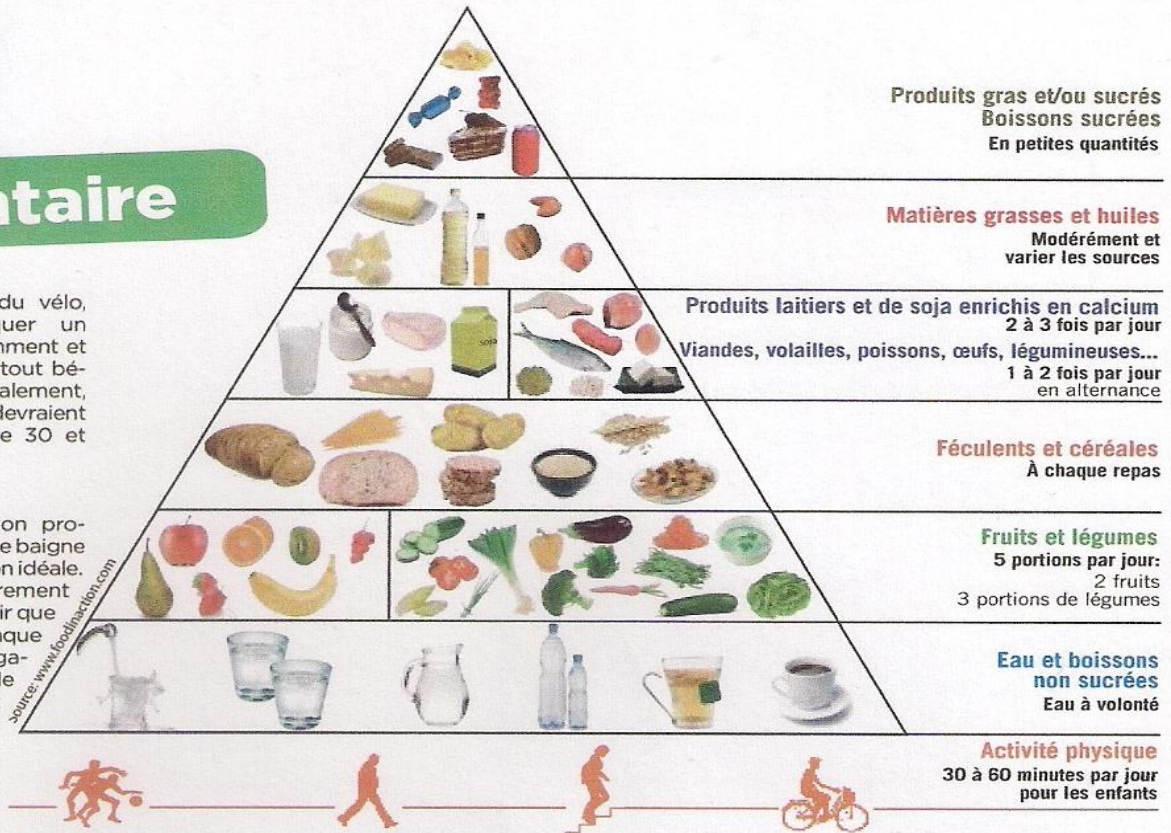 ntaire
du vélo,
uer un
mment et
tout bé-
alement,
devraient
e 30 et
on pro-
e baigne
n idéale.
rement
ir que
que
ga-
le
source: www.foodinaction.com
soja
Produits gras et/ou sucrés
Boissons sucrées
En petites quantités
Matières grasses et huiles
Modérément et
varier les sources
Produits laitiers et de soja enrichis en calcium
2 à 3 fois par jour
Viandes, volailles, poissons, œufs, légumineuses...
1 à 2 fois par jour
en alternance
Féculents et céréales
À chaque repas
Fruits et légumes
5 portions par jour:
2 fruits
3 portions de légumes
Eau et boissons
non sucrées
Eau à volonté
Activité physique
30 à 60 minutes par jour
pour les enfants